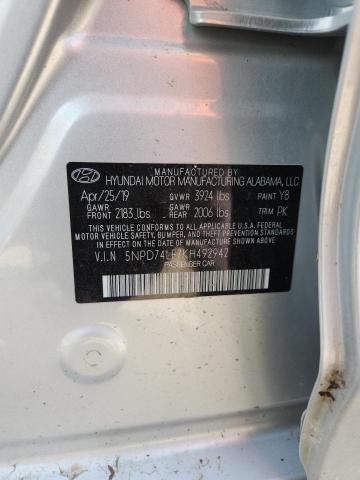 MANUFACTURED BY
HYUNDAI MOTOR MANUFACTURING ALABAMA, LLC
Apr/25/19 GVWR 3924 lbs PAINT Y8
GAWR FRONT 2183 lbs GAWR REAR 2006 lbs TRIM PK
THIS VEHICLE CONFORMS TO ALL APPLICABLE U.S.A. FEDERAL
MOTOR VEHICLE SAFETY, BUMPER, AND THEFT PREVENTION STANDARDS
IN EFFECT ON THE DATE OF MANUFACTURE SHOWN ABOVE.
V.I.N 5NPD74LF7KH492942
PASSENGER CAR